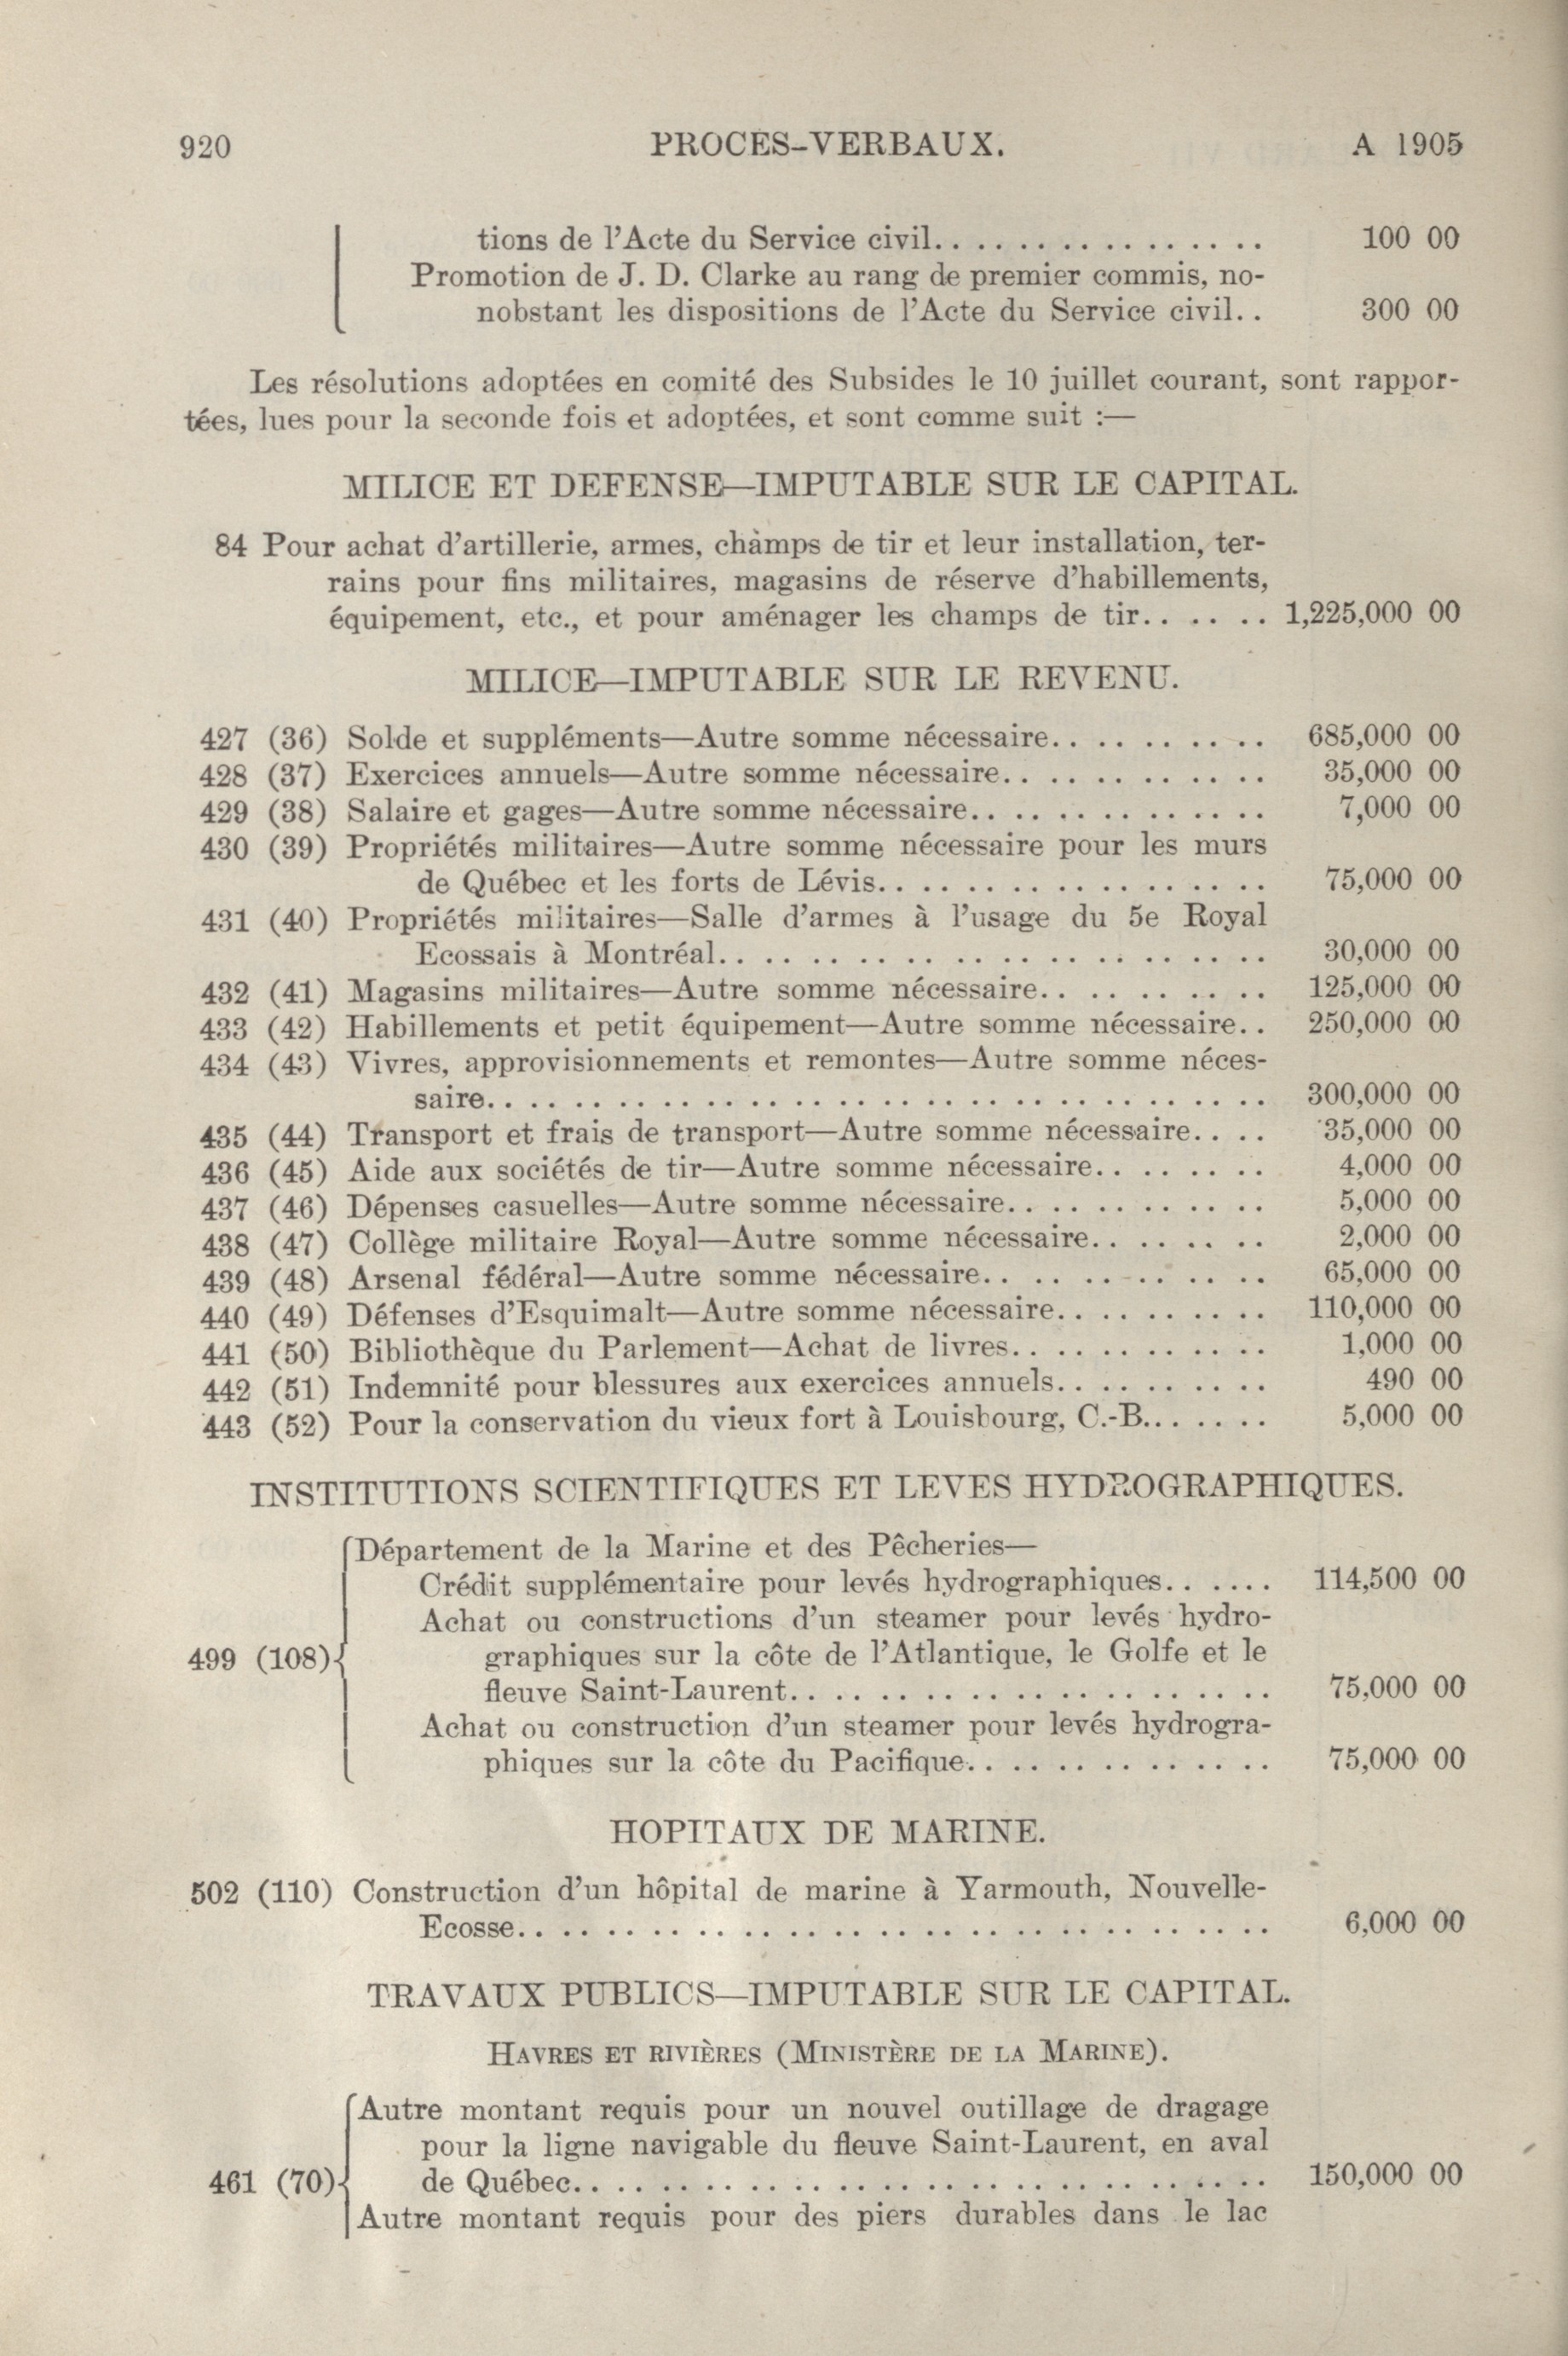 920 PROCES-VERBAUX. A 1905
tions de l'Acte du Service civil. . . . . . . . . . . . . . . . 100 00
Promotion de J. D. Clarke au rang de premier commis, no-
nobstant les dispositions de l'Acte du Service civil. . 300 00
Les résolutions adoptées en comité des Subsides le 10 juillet courant, sont rappor-
tées, lues pour la seconde fois et adoptées, et sont comme suit :—
MILICE ET DEFENSE—IMPUTABLE SUR LE CAPITAL.
84 Pour achat d'artillerie, armes, champs de tir et leur installation, ter-
rains pour fins militaires, magasins de réserve d'habillements,
équipement, etc., et pour aménager les champs de tir. . . . . . 1,225,000 00
MILICE—IMPUTABLE SUR LE REVENU.
427 (36) Solde et suppléments—Autre somme nécessaire. . . . . . . . . . 685,000 00
428 (37) Exercices annuels—Autre somme nécessaire. . . . . . . . . . . . 35,000 00
429 (38) Salaire et gages—Autre somme nécessaire. . . . . . . . . . . . . . 7,000 00
430 (39) Propriétés militaires—Autre somme nécessaire pour les murs
de Québec et les forts de Lévis. . . . . . . . . . . . . . . . . . 75,000 00
431 (40) Propriétés militaires—Salle d'armes à l'usage du 5e Royal
Ecossais à Montréal. . . . . . . . . . . . . . . . . . . . . . . . . 30,000 00
432 (41) Magasins militaires—Autre somme nécessaire. . . . . . . . . . 125,000 00
433 (42) Habillements et petit équipement—Autre somme nécessaire. . 250,000 00
434 (43) Vivres, approvisionnements et remontes—Autre somme néces-
saire. . . . . . . . . . . . . . . . . . . . . . . . . . . . . . . . . . . . 300,000 00
435 (44) Transport et frais de transport—Autre somme nécessaire. . . . 35,000 00
436 (45) Aide aux sociétés de tir—Autre somme nécessaire. . . . . . . . 4,000 00
437 (46) Dépenses casuelles—Autre somme nécessaire. . . . . . . . . . . . 5,000 00
438 (47) Collège militaire Royal—Autre somme nécessaire. . . . . . . . 2,000 00
439 (48) Arsenal fédéral—Autre somme nécessaire. . . . . . . . . . . . . 65,000 00
440 (49) Défenses d'Esquimalt—Autre somme nécessaire. . . . . . . . . . 110,000 00
441 (50) Bibliothèque du Parlement—Achat de livres. . . . . . . . . . . . 1,000 00
442 (51) Indemnité pour blessures aux exercices annuels. . . . . . . . . . 490 00
443 (52) Pour la conservation du vieux fort à Louisbourg, C.-B.. . . . . . 5,000 00
INSTITUTIONS SCIENTIFIQUES ET LEVES HYDROGRAPHIQUES.
Département de la Marine et des Pêcheries—
Crédit supplémentaire pour levés hydrographiques. . . . . . 114,500 00
Achat ou constructions d'un steamer pour levés hydro-
499 (108) graphiques sur la côte de l'Atlantique, le Golfe et le
fleuve Saint-Laurent. . . . . . . . . . . . . . . . . . . . . . 75,000 00
Achat ou construction d'un steamer pour levés hydrogra-
phiques sur la côte du Pacifique. . . . . . . . . . . . . . 75,000 00
HOPITAUX DE MARINE.
502 (110) Construction d'un hôpital de marine à Yarmouth, Nouvelle-
Ecosse. . . . . . . . . . . . . . . . . . . . . . . . . . . . . . . . . . 6,000 00
TRAVAUX PUBLICS—IMPUTABLE SUR LE CAPITAL.
HAVRES ET RIVIÈRES (MINISTÈRE DE LA MARINE).
Autre montant requis pour un nouvel outillage de dragage
pour la ligne navigable du fleuve Saint-Laurent, en aval
461 (70) de Québec. . . . . . . . . . . . . . . . . . . . . . . . . . . . . . . . 150,000 00
Autre montant requis pour des piers durables dans le lac